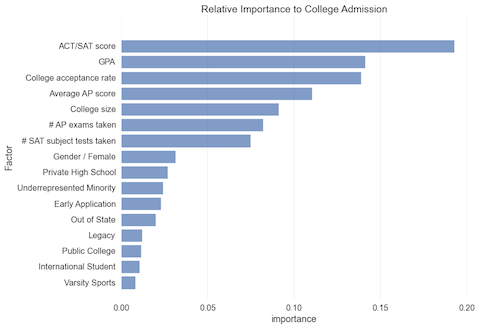 Relative Importance to College Admission
Factor
ACT/SAT score
GPA
College acceptance rate
Average AP score
College size
# AP exams taken
# SAT subject tests taken
Gender / Female
Private High School
Underrepresented Minority
Early Application
Out of State
Legacy
Public College
International Student
Varsity Sports
0.00 0.05 0.10 0.15 0.20
importance